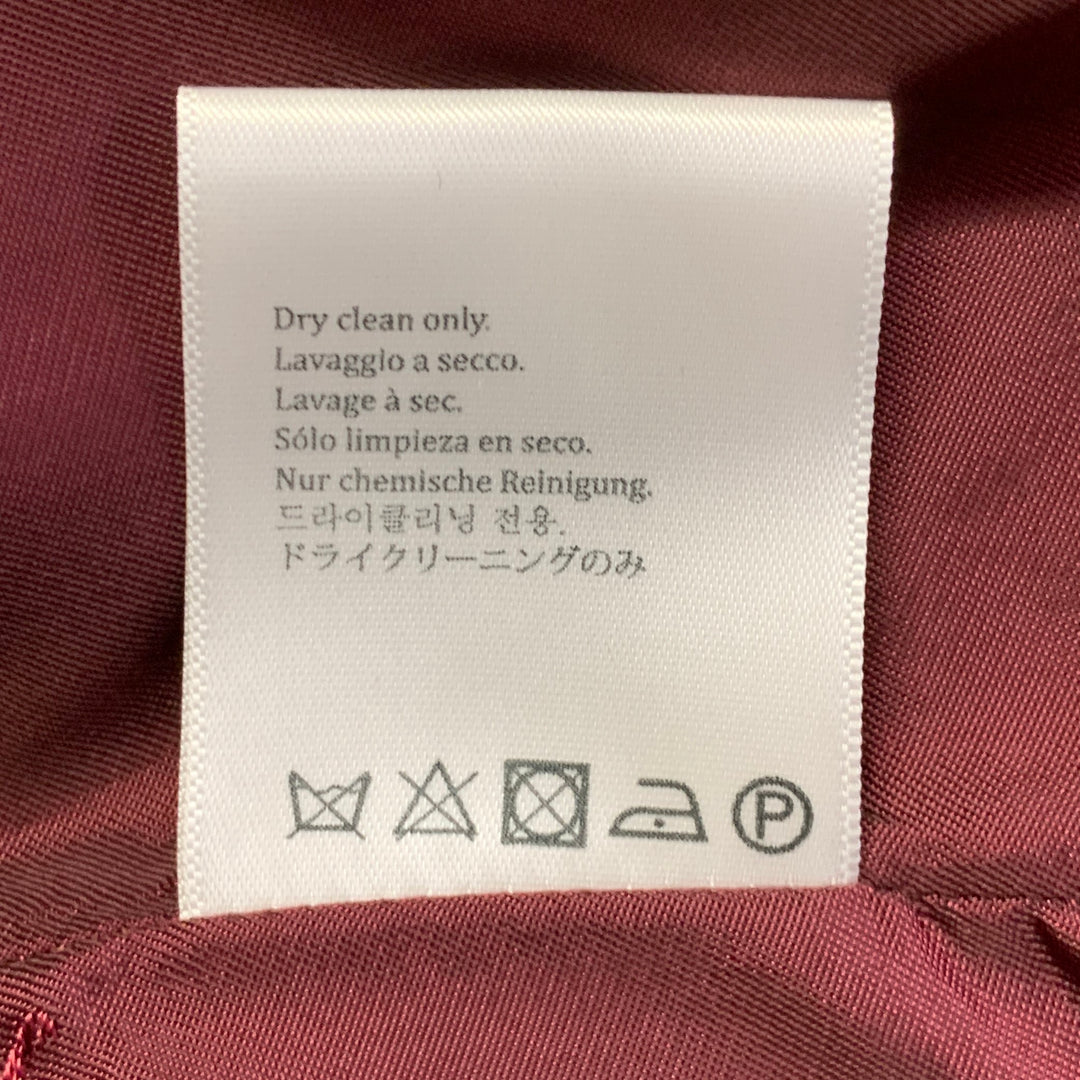 Dry clean only.
Lavaggio a secco.
Lavage à sec.
Sólo limpieza en seco.
Nur chemische Reinigung.
드라이클리닝 전용.
ドライクリーニングのみ
P